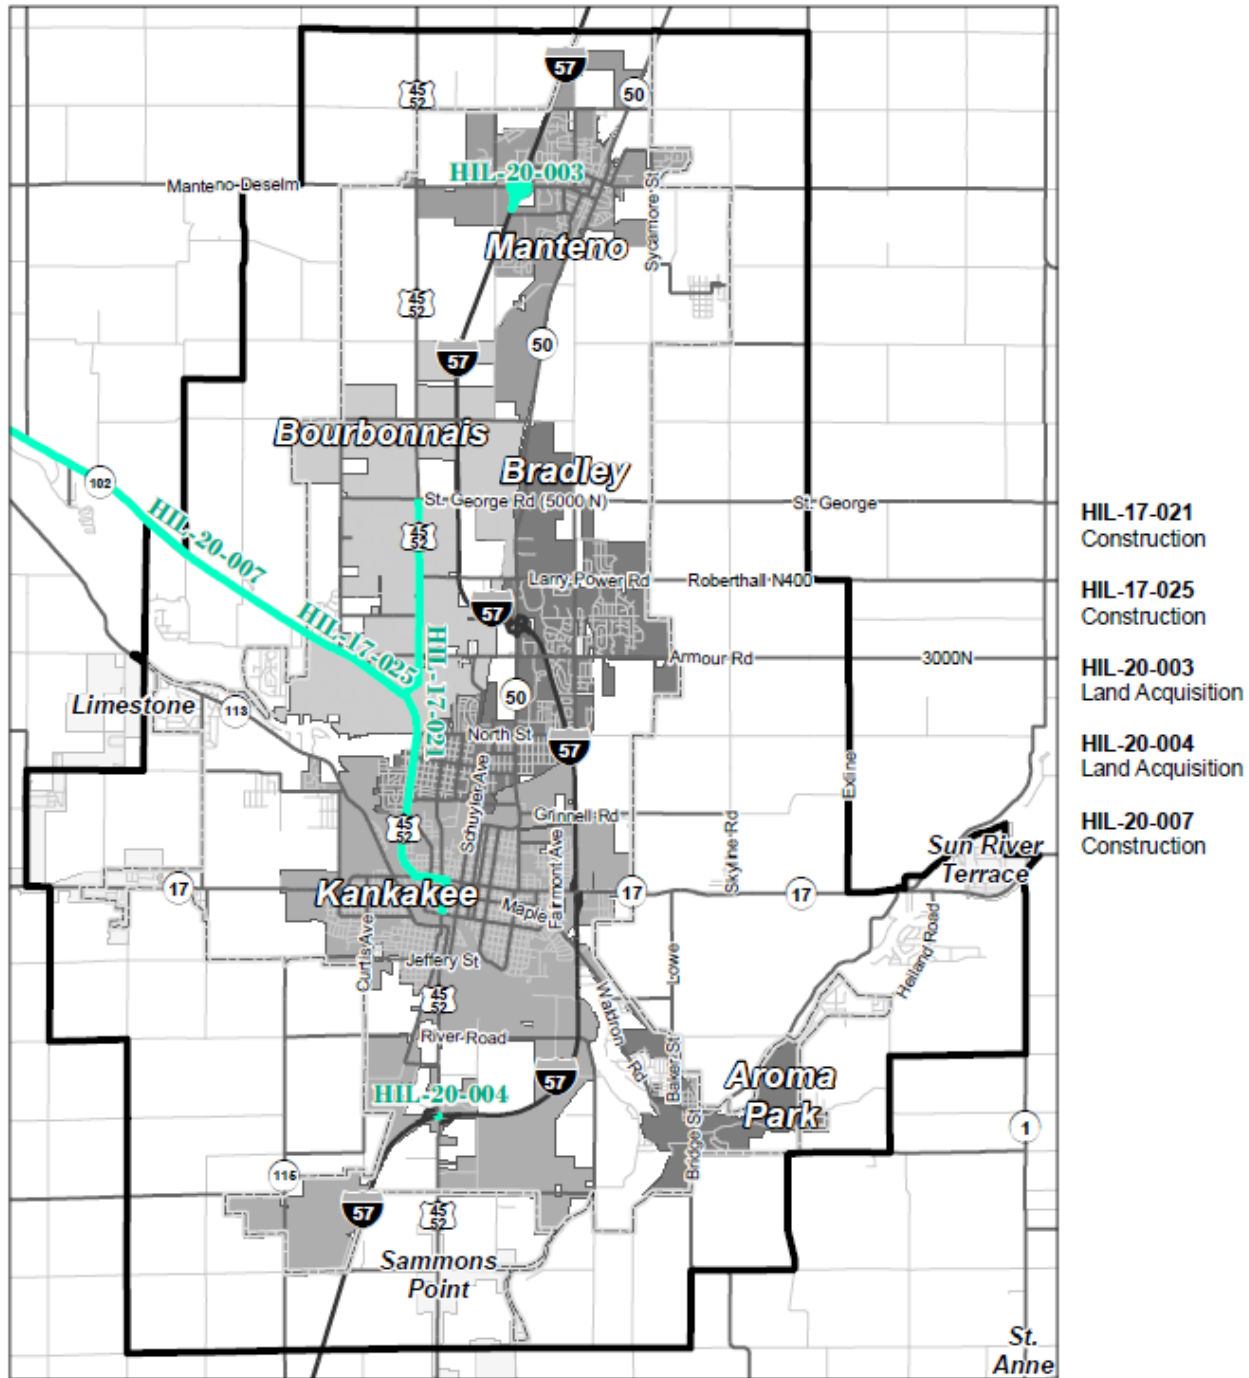 57
45
52
50
HIL-20-003
Manteno-Deselm
Manteno
Sycamore St
45
52
50
57
Bourbonnais
Bradley
102
St. George Rd (5000 N)
St. George
45
52
HIL-20-007
Larry Power Rd
Roberthall N400
57
HIL-17-025
HIL-17-021
Armour Rd
3000N
Limestone
113
50
North St
57
Schuyler Ave
Exline
45
52
Grinnell Rd
Skyline Rd
Fairmont Ave
Sun River
Terrace
17
Kankakee
17
17
Maple
Curtis Ave
Jeffery St
Lowe
Heiland Road
45
52
Waldron Rd
River Road
Baker St
57
Aroma
Park
HIL-20-004
Bridge St
1
115
57
45
52
Sammons
Point
St.
Anne
HIL-17-021
Construction
HIL-17-025
Construction
HIL-20-003
Land Acquisition
HIL-20-004
Land Acquisition
HIL-20-007
Construction